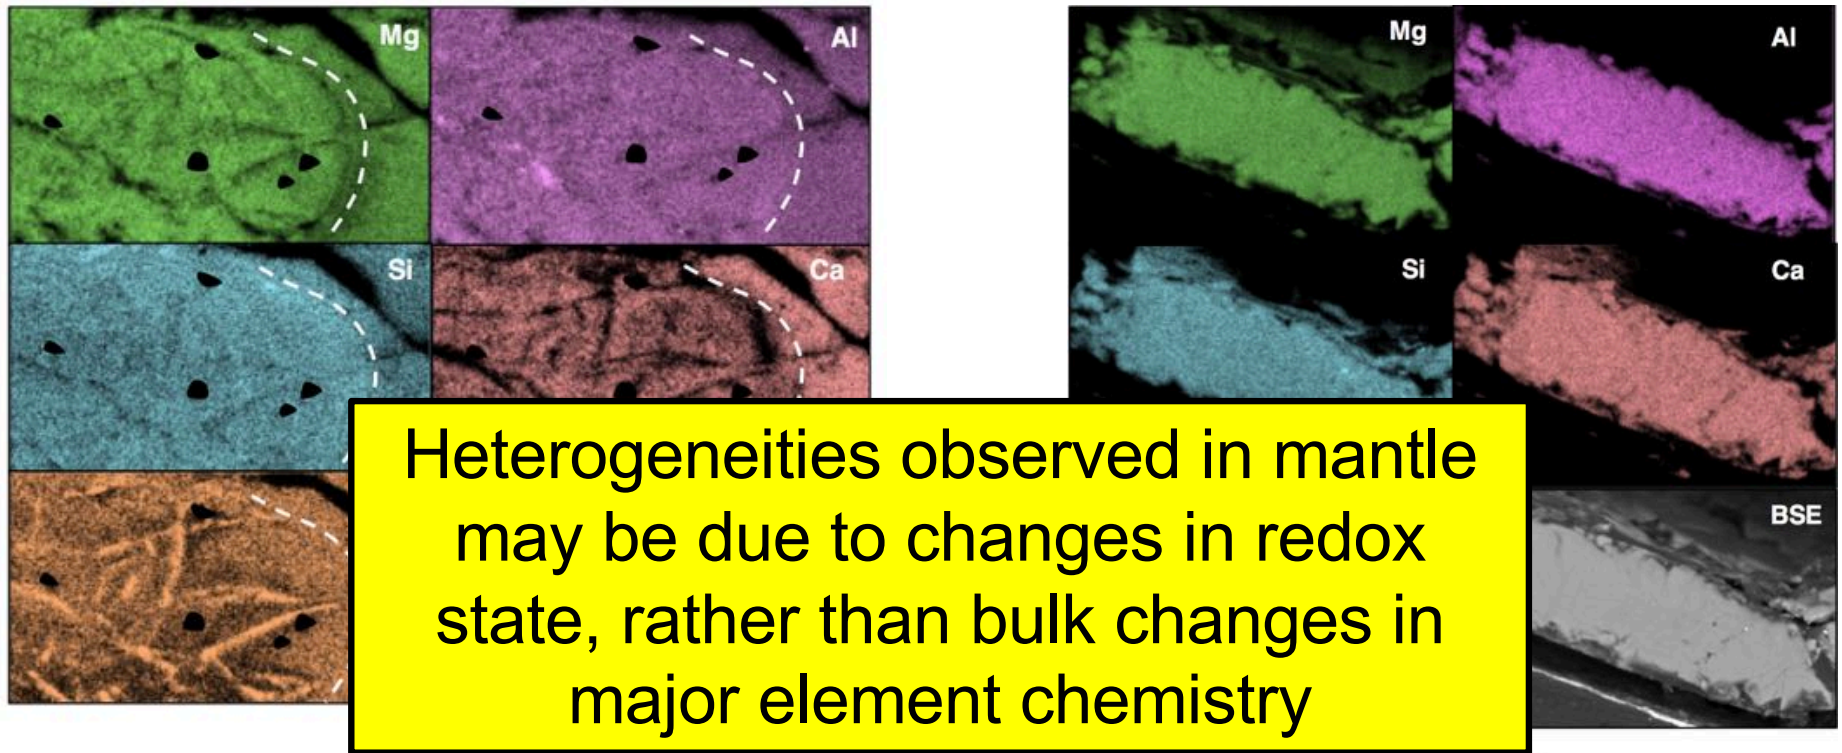 Mg
Al
Si
Ca
Mg
Al
Si
Ca
BSE
Heterogeneities observed in mantle
may be due to changes in redox
state, rather than bulk changes in
major element chemistry